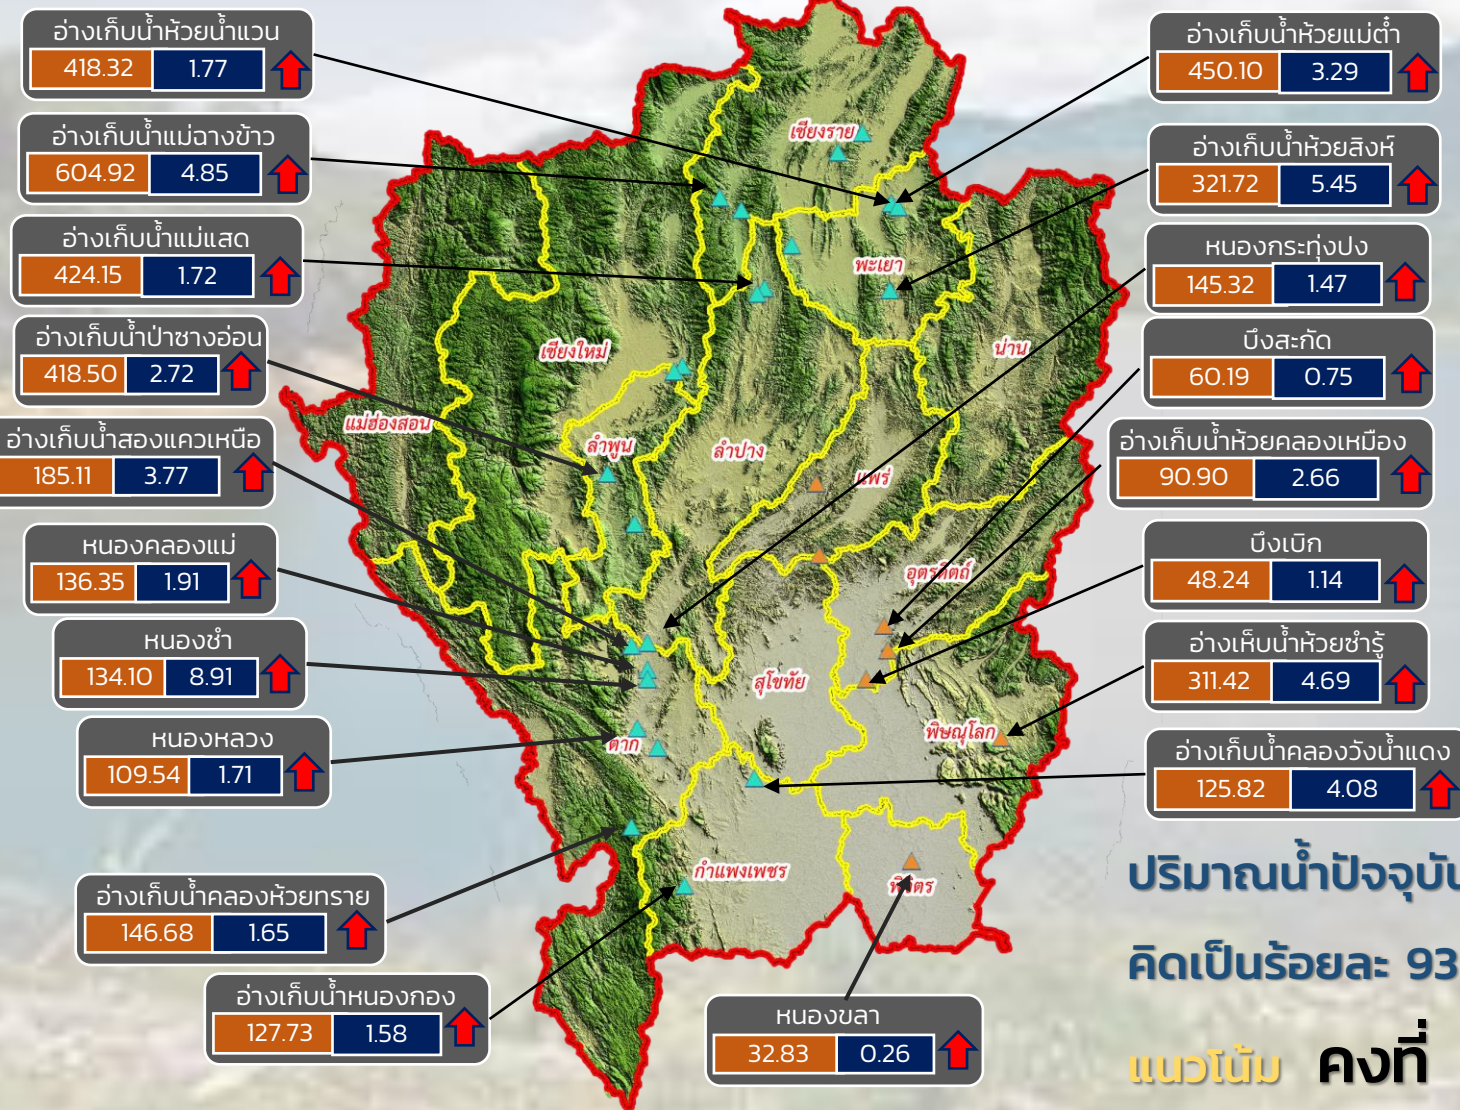 อ่างเก็บน้ำห้วยน้ำแวน
418.32 1.77
อ่างเก็บน้ำแม่ฉางข้าว
604.92 4.85
อ่างเก็บน้ำแม่แสด
424.15 1.72
อ่างเก็บน้ำป่าซางอ่อน
418.50 2.72
อ่างเก็บน้ำสองแควเหนือ
185.11 3.77
หนองคลองแม่
136.35 1.91
หนองชำ
134.10 8.91
หนองหลวง
109.54 1.71
อ่างเก็บน้ำคลองห้วยทราย
146.68 1.65
อ่างเก็บน้ำหนองกอง
127.73 1.58
เชียงราย
พะเยา
น่าน
เชียงใหม่
แม่ฮ่องสอน
ลำพูน
ลำปาง
แพร่
อุตรดิตถ์
สุโขทัย
ตาก
พิษณุโลก
กำแพงเพชร
พิจิตร
หนองขลา
32.83 0.26
อ่างเก็บน้ำห้วยแม่ต๋ำ
450.10 3.29
อ่างเก็บน้ำห้วยสิงห์
321.72 5.45
หนองกระทุ่งปง
145.32 1.47
บึงสะกัด
60.19 0.75
อ่างเก็บน้ำห้วยคลองเหมือง
90.90 2.66
บึงเบิก
48.24 1.14
อ่างเห็บน้ำห้วยซำรู้
311.42 4.69
อ่างเก็บน้ำคลองวังน้ำแดง
125.82 4.08
ปริมาณน้ำปัจจุบัน
คิดเป็นร้อยละ 93
แนวโน้ม คงที่